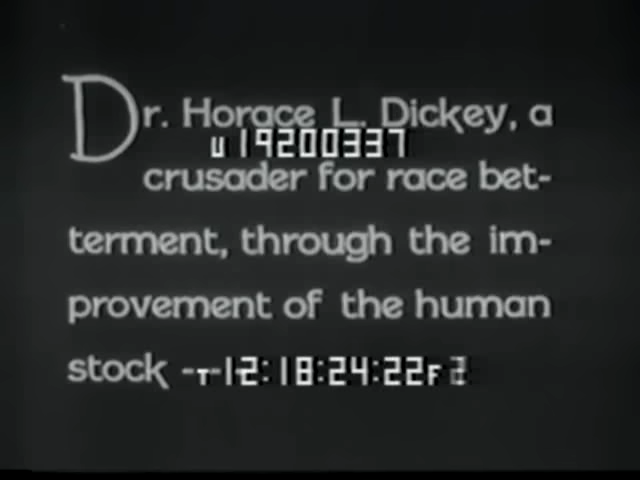 Dr. Horace L. Dickey, a
u 19200337
crusader for race bet-
terment, through the im-
provement of the human
stock --
T 12:18:24:22F